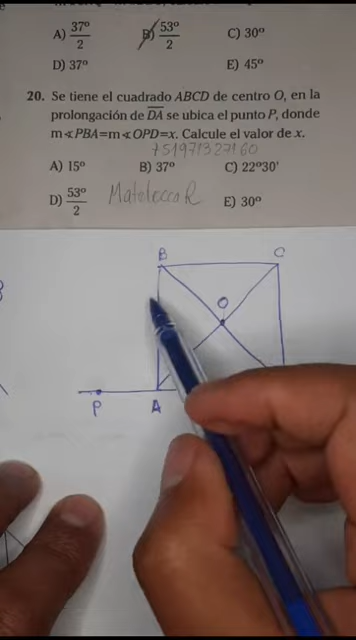 A) 37°/2 B) 53°/2 C) 30°
D) 37° E) 45°
20. Se tiene el cuadrado ABCD de centro O, en la
prolongación de DA se ubica el punto P, donde
m∢PBA=m∢OPD=x. Calcule el valor de x.
+51971327160
A) 15° B) 37° C) 22°30'
D) 53°/2 MatoleccoR E) 30°
B C
O
P A